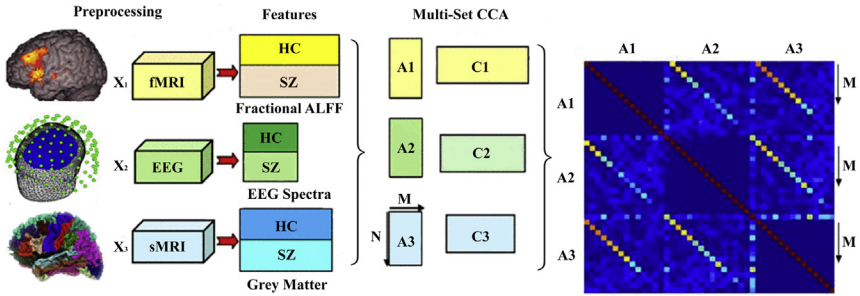 Preprocessing
Features
Multi-Set CCA
A1 A2 A3
X1
fMRI
HC
SZ
Fractional ALFF
A1
C1
A1
M
X2
EEG
HC
SZ
EEG Spectra
A2
C2
A2
M
X3
sMRI
HC
SZ
Grey Matter
M
N
A3
C3
A3
M